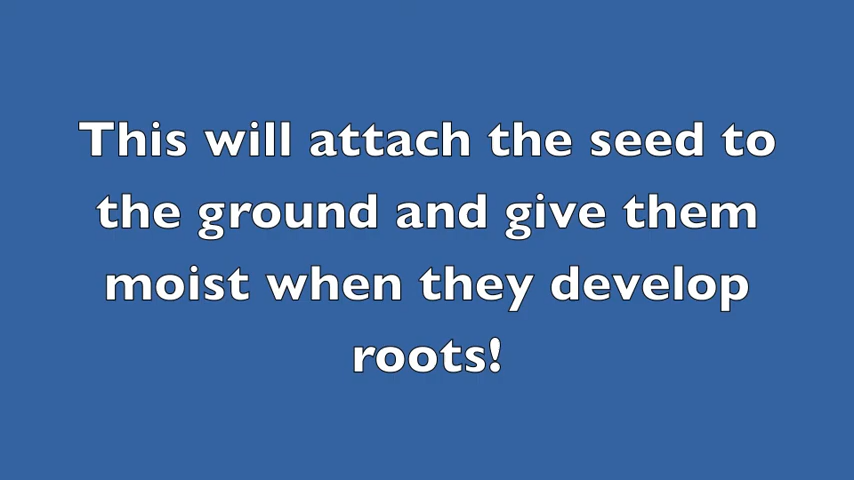 This will attach the seed to
the ground and give them
moist when they develop
roots!